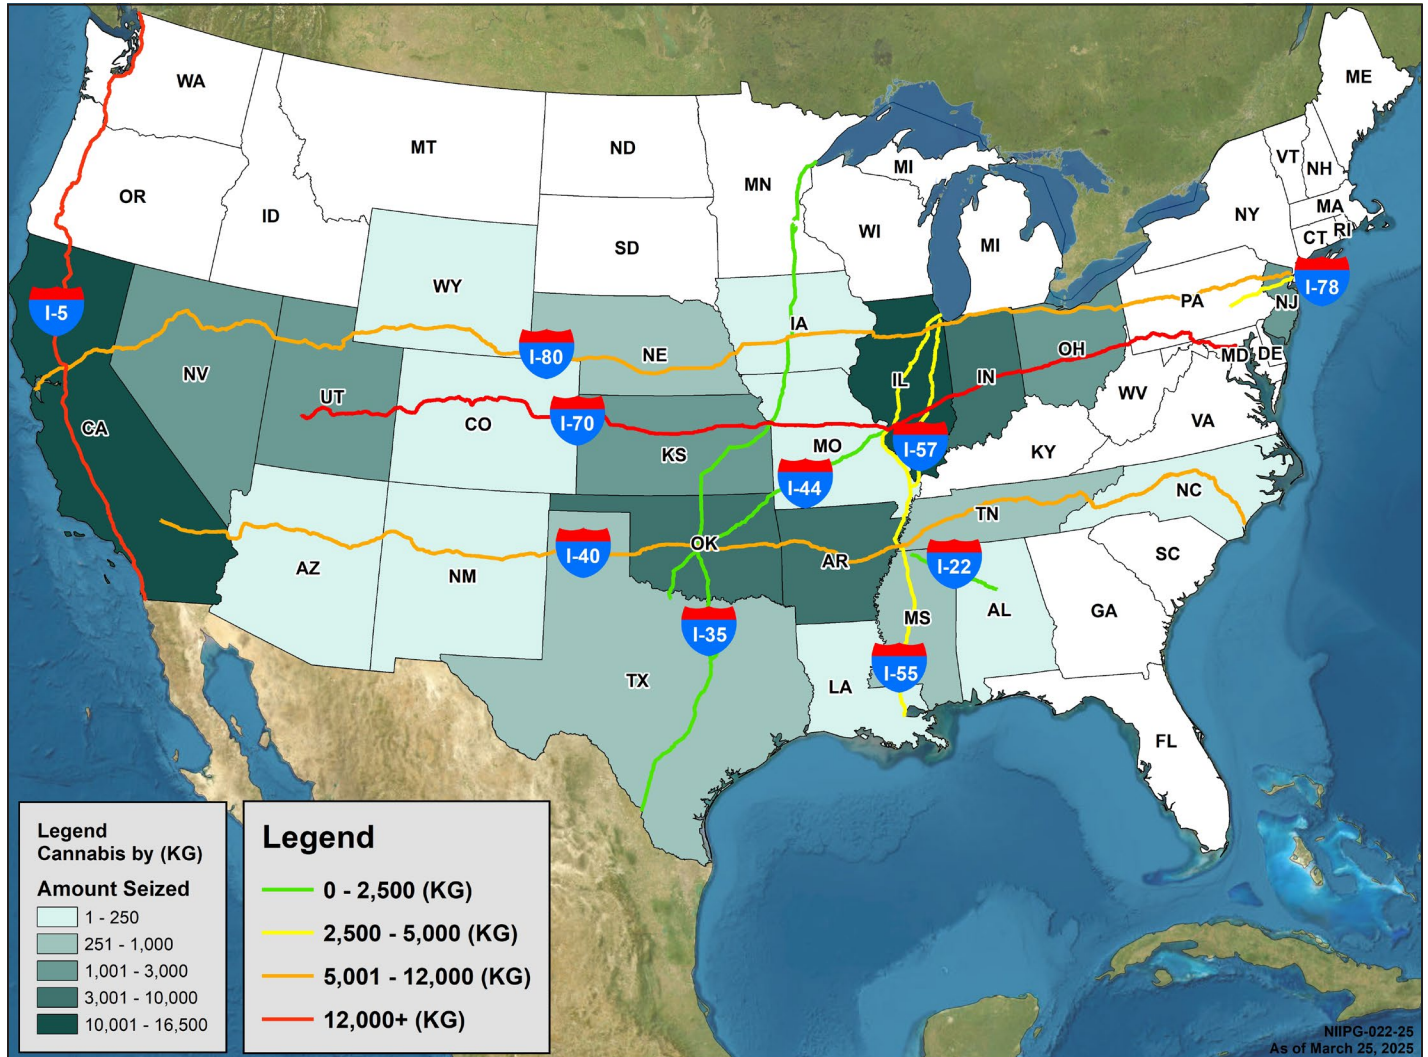 ME
WA
MT
ND
MN
MI
VT
NH
OR
ID
NY
MA
WI
CT
RI
SD
MI
I-78
WY
PA
NJ
I-5
IA
I-80
NE
OH
MD
DE
NV
IN
UT
IL
WV
CO
I-70
VA
CA
KS
MO
I-57
KY
I-44
NC
TN
OK
I-40
AR
SC
AZ
NM
I-22
AL
GA
MS
I-35
TX
I-55
LA
FL
Legend
Cannabis by (KG)
Amount Seized
1 - 250
251 - 1,000
1,001 - 3,000
3,001 - 10,000
10,001 - 16,500
Legend
0 - 2,500 (KG)
2,500 - 5,000 (KG)
5,001 - 12,000 (KG)
12,000+ (KG)
NIIPG-022-25
As of March 25, 2025